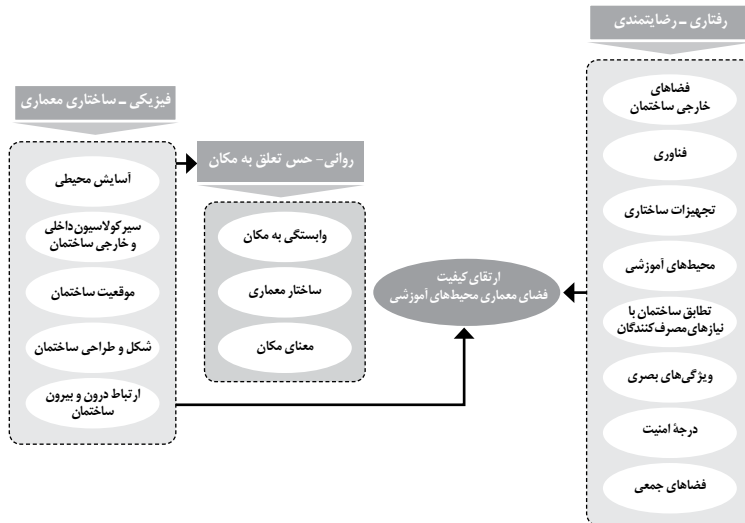 رفتاری ـ رضایتمندی
فضاهای
خارجی ساختمان
فناوری
تجهیزات ساختاری
محیط‌های آموزشی
تطابق ساختمان با
نیازهای مصرف‌کنندگان
ویژگی‌های بصری
درجهٔ امنیت
فضاهای جمعی
ارتقای کیفیت
فضای معماری محیط‌های آموزشی
روانی- حس تعلق به مکان
وابستگی به مکان
ساختار معماری
معنای مکان
فیزیکی ـ ساختاری معماری
آسایش محیطی
سیرکولاسیون داخلی
و خارجی ساختمان
موقعیت ساختمان
شکل و طراحی ساختمان
ارتباط درون و بیرون
ساختمان